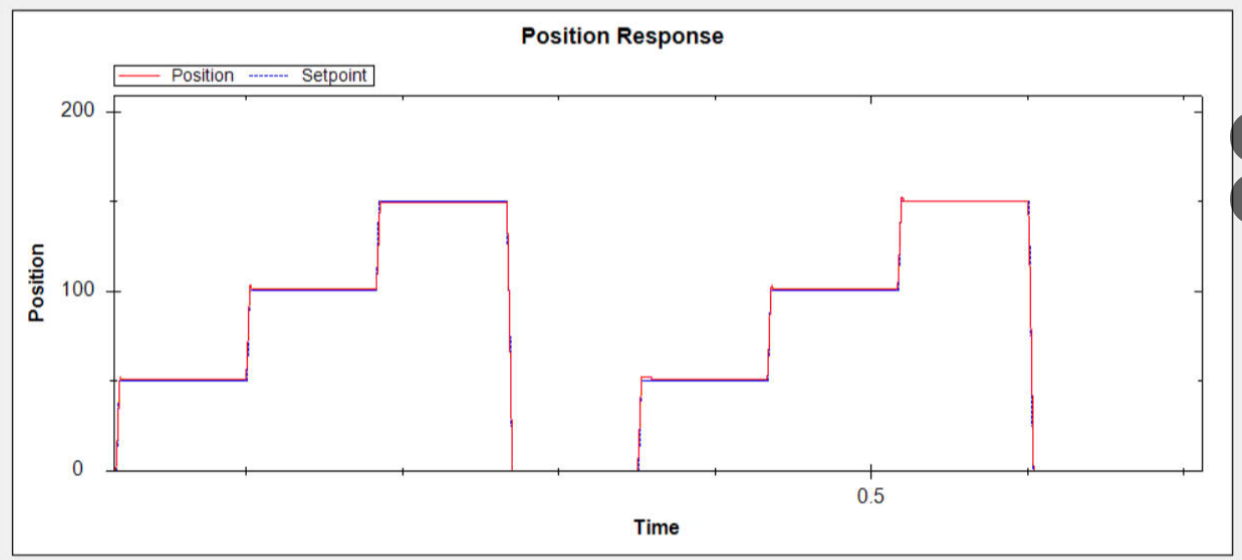 Position Response
Position Setpoint
200
100
0
Position
0.5
Time